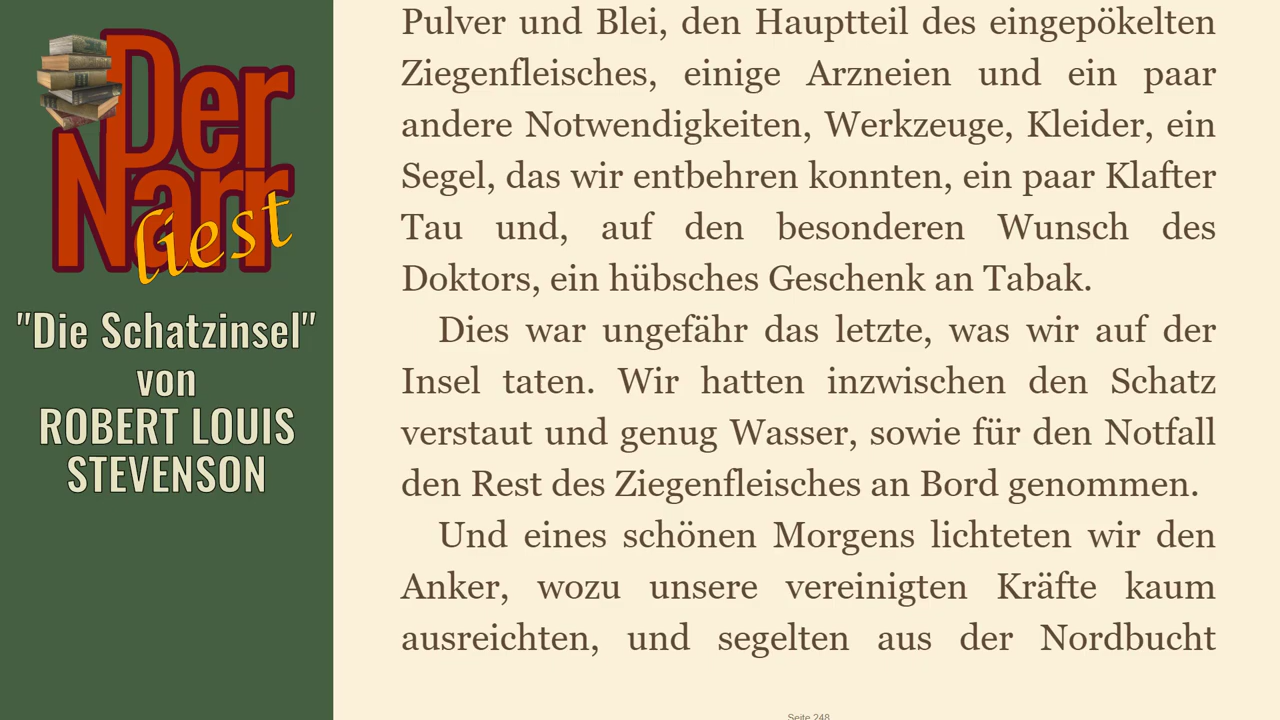 Der
Narr
liest
"Die Schatzinsel"
von
ROBERT LOUIS
STEVENSON
Pulver und Blei, den Hauptteil des eingepökelten
Ziegenfleisches, einige Arzneien und ein paar
andere Notwendigkeiten, Werkzeuge, Kleider, ein
Segel, das wir entbehren konnten, ein paar Klafter
Tau und, auf den besonderen Wunsch des
Doktors, ein hübsches Geschenk an Tabak.
Dies war ungefähr das letzte, was wir auf der
Insel taten. Wir hatten inzwischen den Schatz
verstaut und genug Wasser, sowie für den Notfall
den Rest des Ziegenfleisches an Bord genommen.
Und eines schönen Morgens lichteten wir den
Anker, wozu unsere vereinigten Kräfte kaum
ausreichten, und segelten aus der Nordbucht
Seite 248